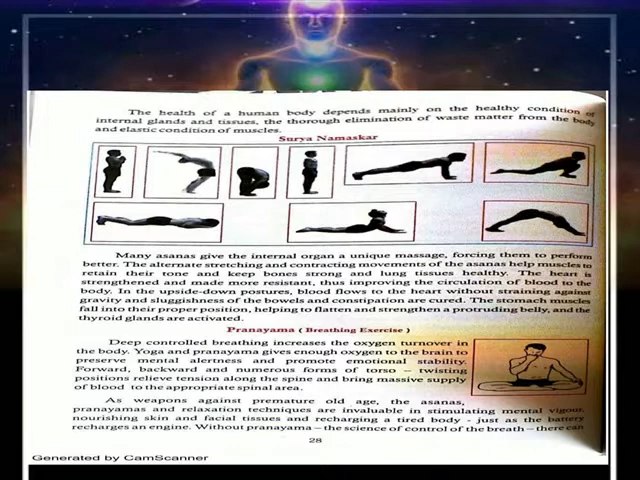 The health of a human body depends mainly on the healthy condition of
internal glands and tissues, the thorough elimination of waste matter from the body
and elastic condition of muscles.
Surya Namaskar
Many asanas give the internal organ a unique massage, forcing them to perform
better. The alternate stretching and contracting movements of the asanas help muscles to
retain their tone and keep bones strong and lung tissues healthy. The heart is
strengthened and made more resistant, thus improving the circulation of blood to the
body. In the upside-down postures, blood flows to the heart without straining against
gravity and sluggishness of the bowels and constipation are cured. The stomach muscles
fall into their proper position, helping to flatten and strengthen a protruding belly, and the
thyroid glands are activated.
Pranayama ( Breathing Exercise )
Deep controlled breathing increases the oxygen turnover in
the body. Yoga and pranayama gives enough oxygen to the brain to
preserve mental alerness and promote emotional stability.
Forward, backward and numerous forms of torso – twisting
positions relieve tension along the spine and bring massive supply
of blood to the appropriate spinal area.
As weapons against premature old age, the asanas,
pranayamas and relaxation techniques are invaluable in stimulating mental vigour,
nourishing skin and facial tissues and recharging a tired body - just as the battery
recharges an engine. Without pranayama – the science of control of the breath – there can
28
Generated by CamScanner